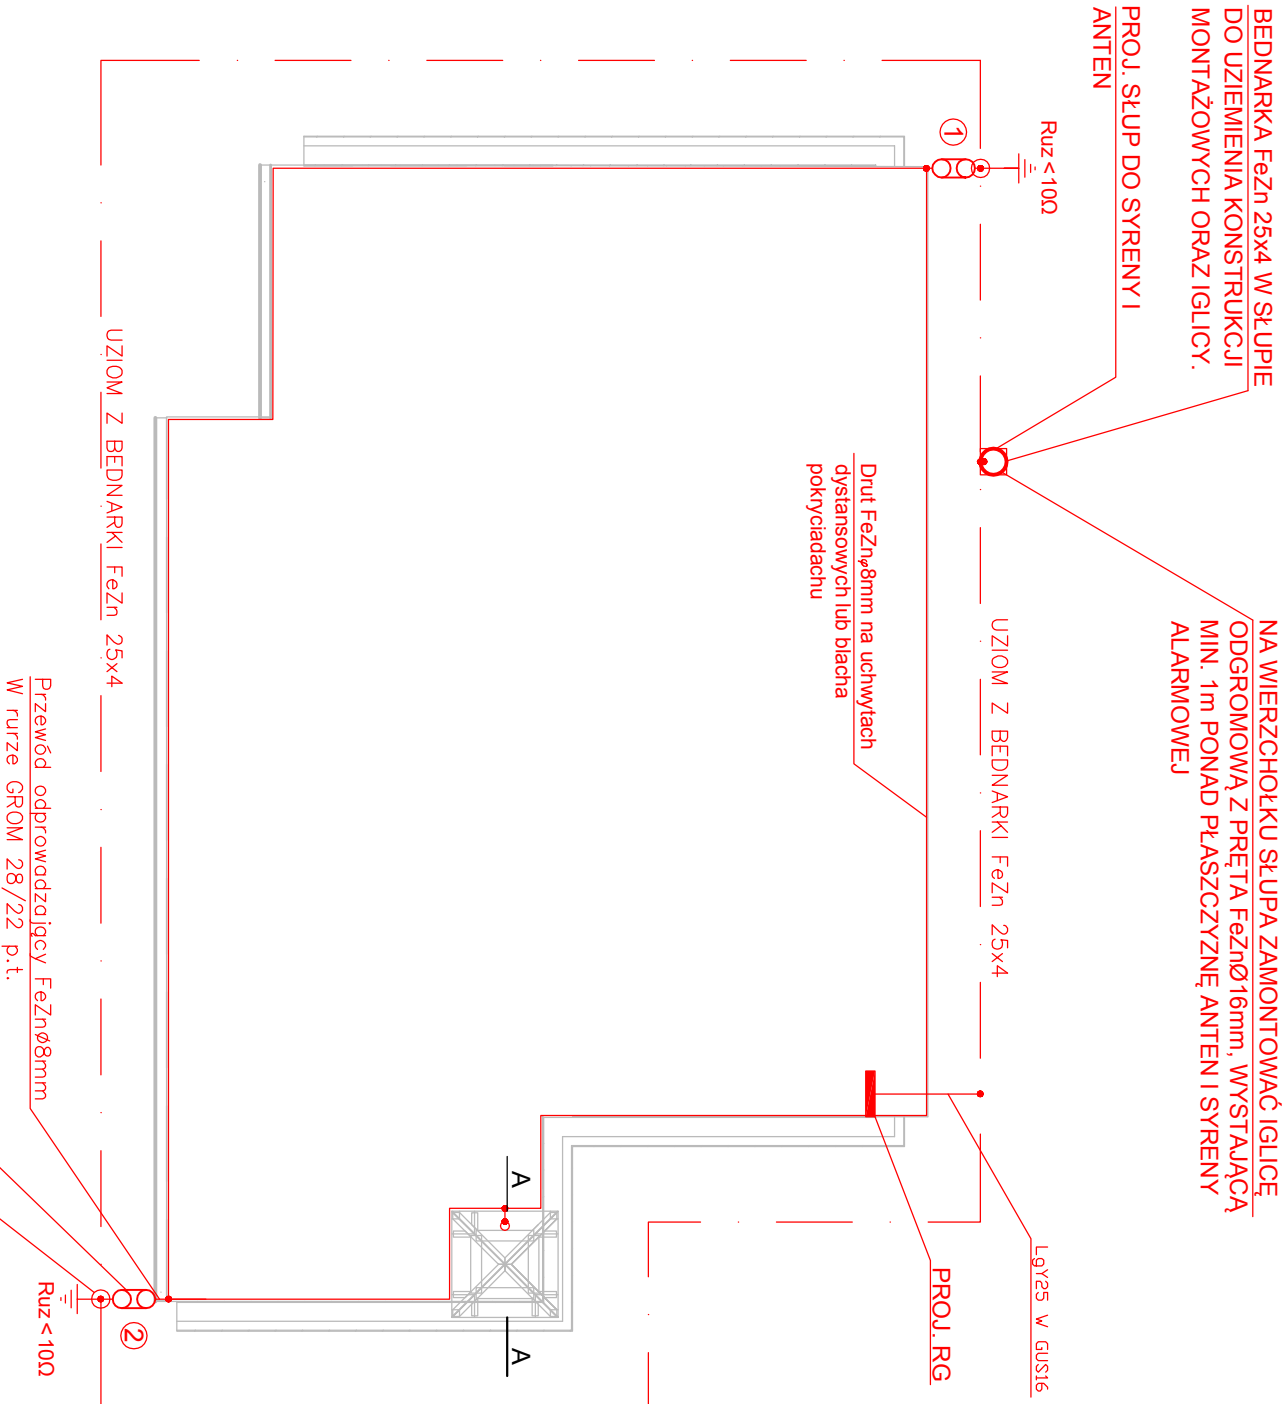 BEDNARKA FeZn 25x4 W SŁUPIE
DO UZIEMIENIA KONSTRUKCJI
MONTAŻOWYCH ORAZ IGLICY.
PROJ. SŁUP DO SYRENY I
ANTEN
NA WIERZCHOŁKU SŁUPA ZAMONTOWAĆ IGLICĘ
ODGROMOWĄ Z PRĘTA FeZnØ16mm, WYSTAJĄCĄ
MIN. 1m PONAD PŁASZCZYZNĘ ANTEN I SYRENY
ALARMOWEJ
Ruz<10Ω
1
UZIOM Z BEDNARKI FeZn 25x4
LgY25 W GUS16
PROJ. RG
Drut FeZnø8mm na uchwytach
dystansowych lub blacha
pokryciadachu
A
A
UZIOM Z BEDNARKI FeZn 25x4
Przewód odprowadzający FeZnø8mm
W rurze GROM 28/22 p.t.
2
Ruz<10Ω